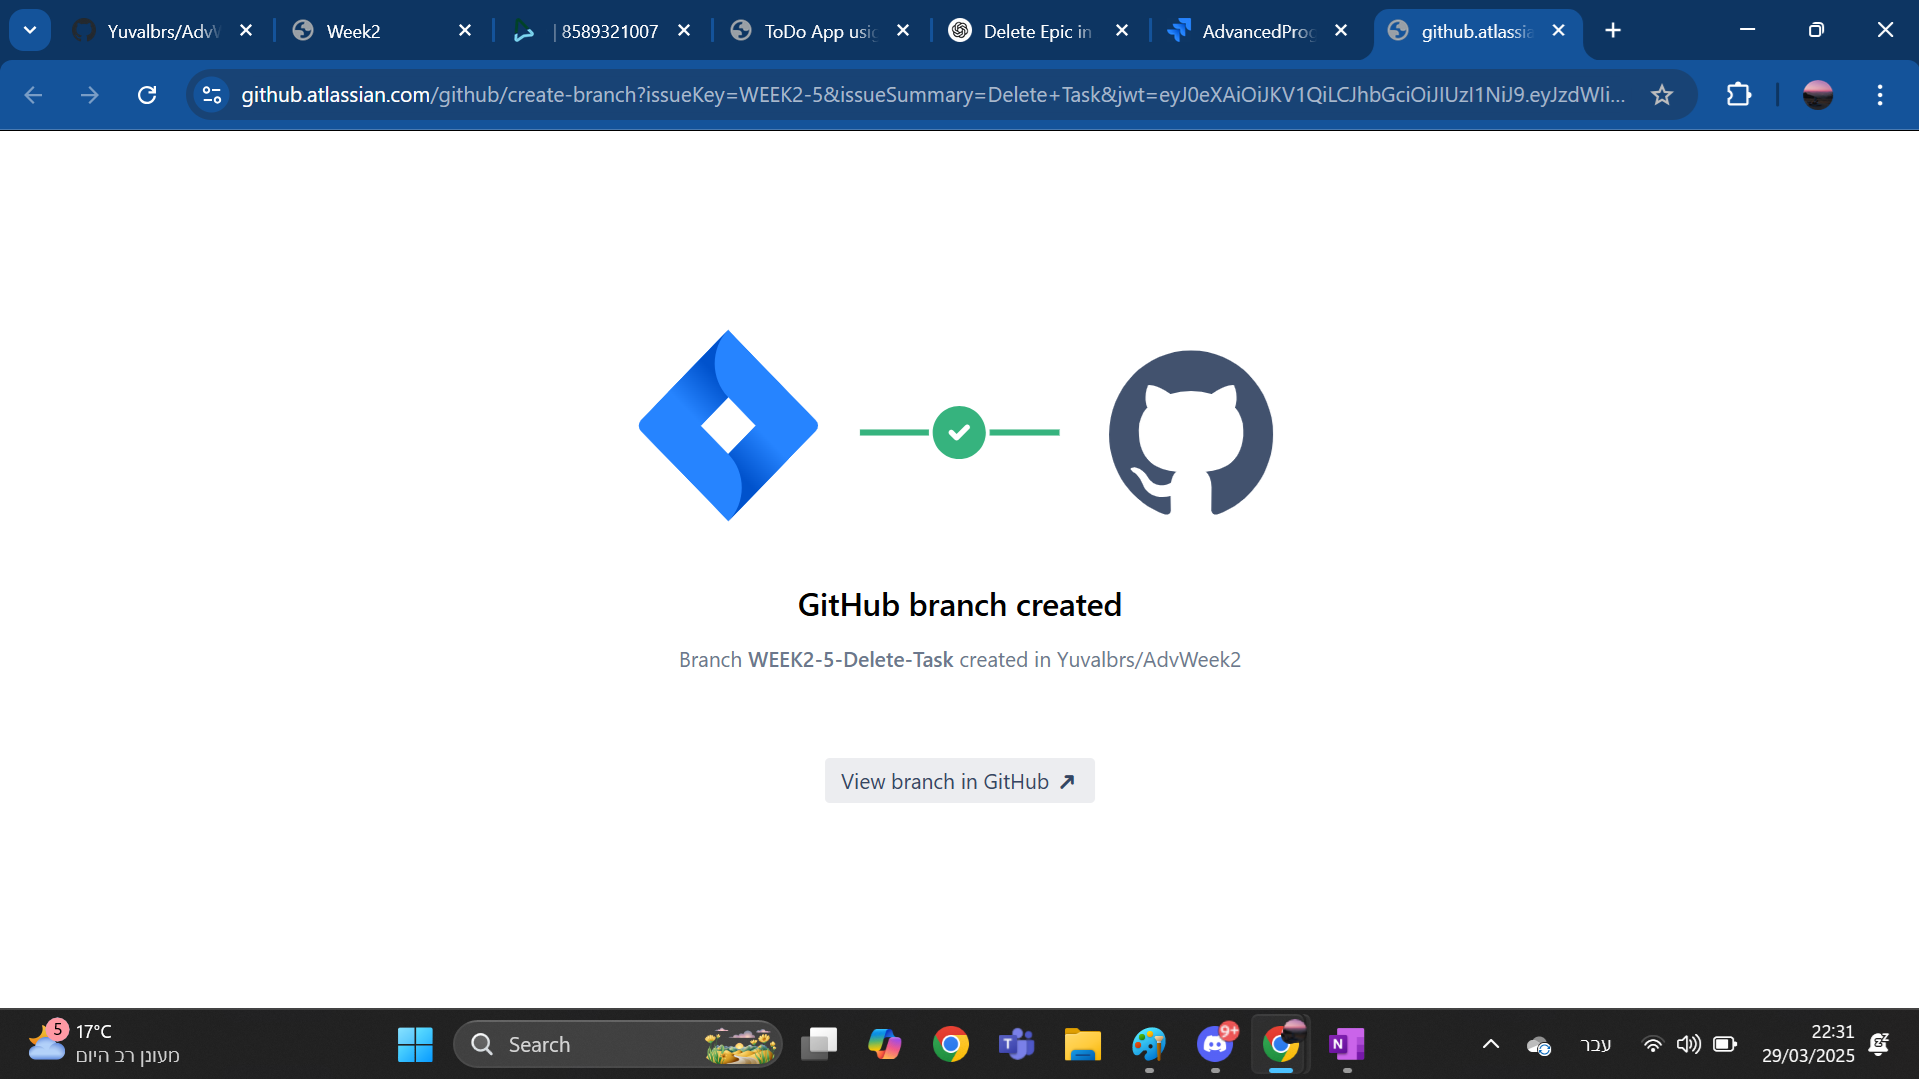 Yuvalbrs/AdvW
Week2
| 8589321007
ToDo App usig
Delete Epic in
AdvancedProg
github.atlassia
github.atlassian.com/github/create-branch?issueKey=WEEK2-5&issueSummary=Delete+Task&jwt=eyJ0eXAiOiJKV1QiLCJhbGciOiJIUzI1NiJ9.eyJzdWIi...
GitHub branch created
Branch WEEK2-5-Delete-Task created in Yuvalbrs/AdvWeek2
View branch in GitHub
5
17°C
מעונן רב היום
Search
9+
עבר
22:31
29/03/2025